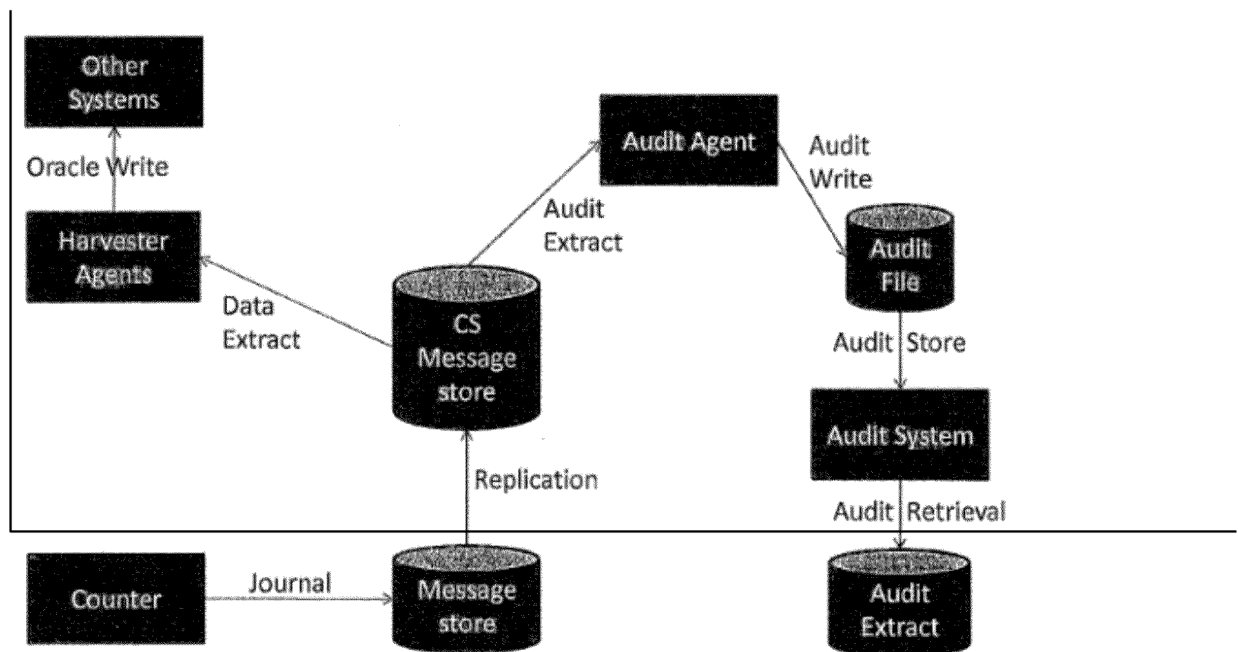 Other
Systems
Oracle Write
Harvester
Agents
Data
Extract
CS
Message
store
Audit
Extract
Audit Agent
Audit
Write
Audit
File
Audit Store
Audit System
Audit Retrieval
Audit
Extract
Replication
Counter
Journal
Message
store